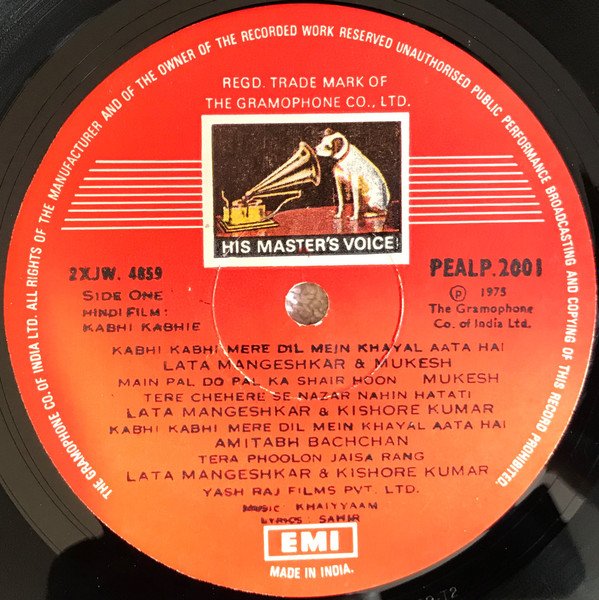 THE GRAMOPHONE CO. OF INDIA LTD. ALL RIGHTS OF THE MANUFACTURER AND OF THE OWNER OF THE RECORDED WORK RESERVED UNAUTHORISED PUBLIC PERFORMANCE BROADCASTING AND COPYING OF THIS RECORD PROHIBITED.
REGD. TRADE MARK OF
THE GRAMOPHONE CO., LTD.
HIS MASTER'S VOICE
2XJW. 4859
SIDE ONE
HINDI FILM:
KABHI KABHIE
PEALP.2001
℗ 1975
The Gramophone
Co. of India Ltd.
KABHI KABHI MERE DIL MEIN KHAYAL AATA HAI
LATA MANGESHKAR & MUKESH
MAIN PAL DO PAL KA SHAIR HOON MUKESH
TERE CHEHERE SE NAZAR NAHIN HATATI
LATA MANGESHKAR & KISHORE KUMAR
KABHI KABHI MERE DIL MEIN KHAYAL AATA HAI
AMITABH BACHCHAN
TERA PHOOLON JAISA RANG
LATA MANGESHKAR & KISHORE KUMAR
YASH RAJ FILMS PVT. LTD.
MUSIC: KHAIYYAAM
LYRICS: SAHIR
EMI
MADE IN INDIA.